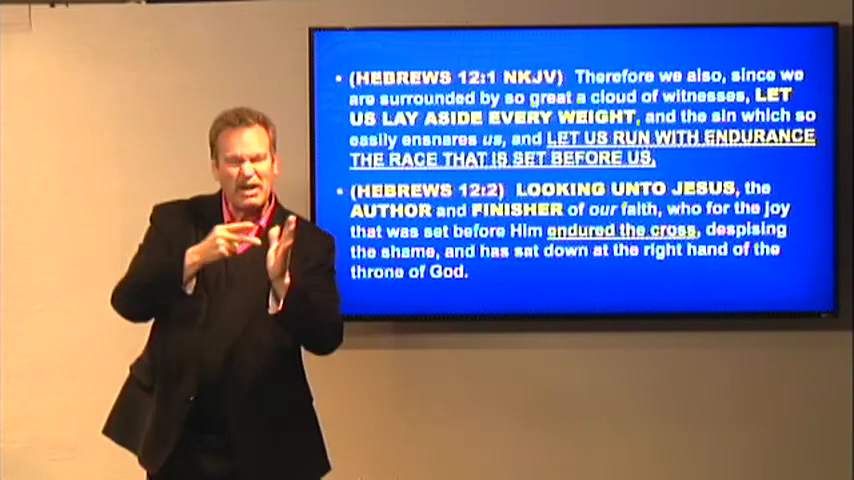 • (HEBREWS 12:1 NKJV) Therefore we also, since we
are surrounded by so great a cloud of witnesses, LET
US LAY ASIDE EVERY WEIGHT, and the sin which so
easily ensnares us, and LET US RUN WITH ENDURANCE
THE RACE THAT IS SET BEFORE US,
• (HEBREWS 12:2) LOOKING UNTO JESUS, the
AUTHOR and FINISHER of our faith, who for the joy
that was set before Him endured the cross, despising
the shame, and has sat down at the right hand of the
throne of God.